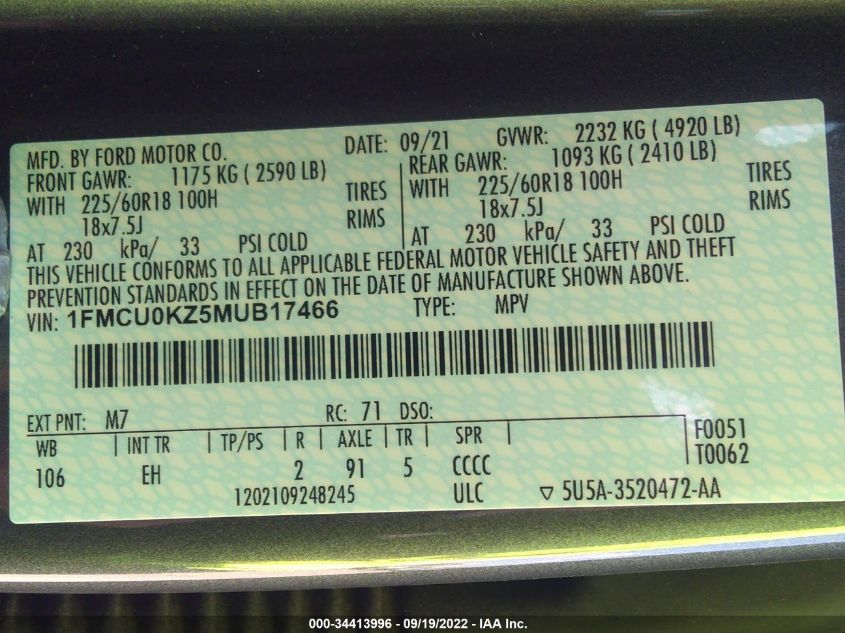 MFD. BY FORD MOTOR CO. DATE: 09/21 GVWR: 2232 KG ( 4920 LB)
FRONT GAWR: 1175 KG ( 2590 LB) REAR GAWR: 1093 KG ( 2410 LB)
WITH 225/60R18 100H TIRES WITH 225/60R18 100H TIRES
18x7.5J RIMS 18x7.5J RIMS
AT 230 kPa/ 33 PSI COLD AT 230 kPa/ 33 PSI COLD
THIS VEHICLE CONFORMS TO ALL APPLICABLE FEDERAL MOTOR VEHICLE SAFETY AND THEFT
PREVENTION STANDARDS IN EFFECT ON THE DATE OF MANUFACTURE SHOWN ABOVE.
VIN: 1FMCU0KZ5MUB17466 TYPE: MPV
EXT PNT: M7 RC: 71 DSO:
WB INT TR TP/PS R AXLE TR SPR F0051
106 EH 2 91 5 CCCC T0062
1202109248245 ULC ▽ 5U5A-3520472-AA
000-34413996 - 09/19/2022 - IAA Inc.